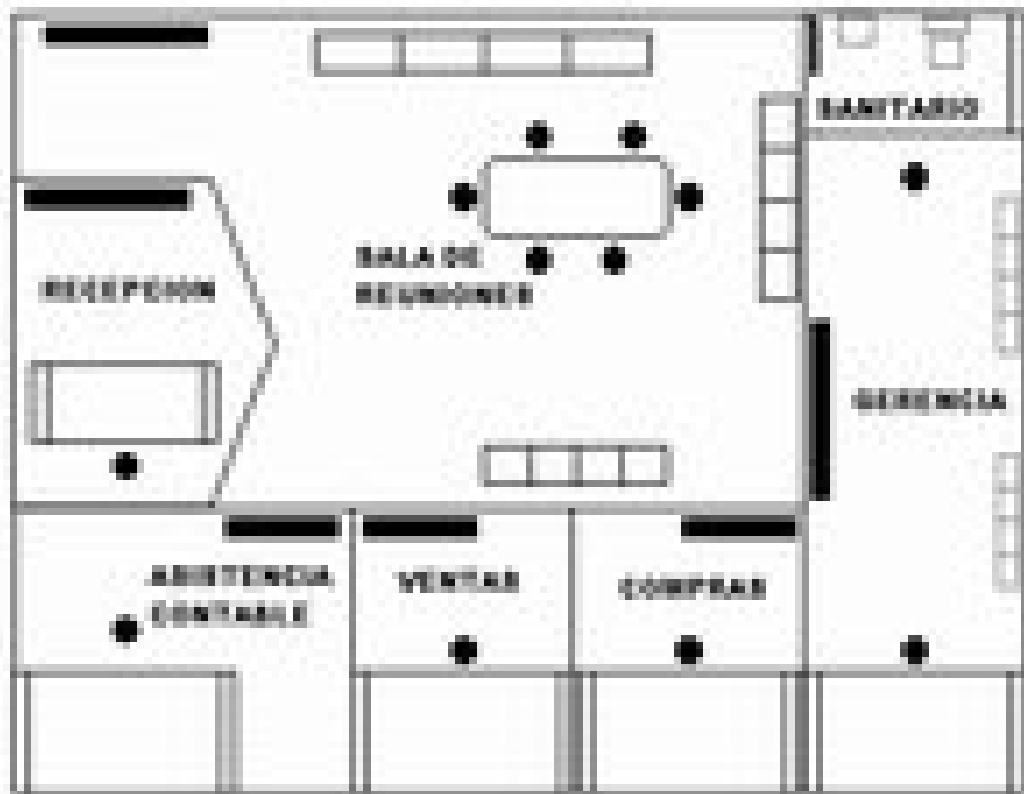 SANITARIO
SALA DE
REUNIONES
RECEPCION
GERENCIA
ASISTENCIA
CONTABLE
VENTAS
COMPRAS